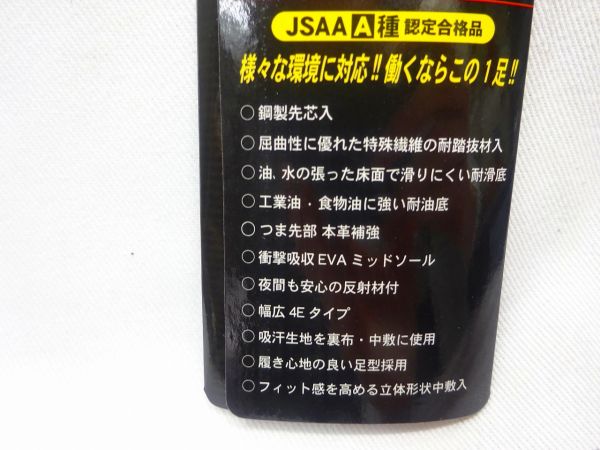 JSAA A 種 認定合格品
様々な環境に対応!! 働くならこの1足!!
○鋼製先芯入
○屈曲性に優れた特殊繊維の耐踏抜材入
○油、水の張った床面で滑りにくい耐滑底
○工業油・食物油に強い耐油底
○つま先部 本革補強
○衝撃吸収EVAミッドソール
○夜間も安心の反射材付
○幅広4Eタイプ
○吸汗生地を裏布・中敷に使用
○履き心地の良い足型採用
○フィット感を高める立体形状中敷入